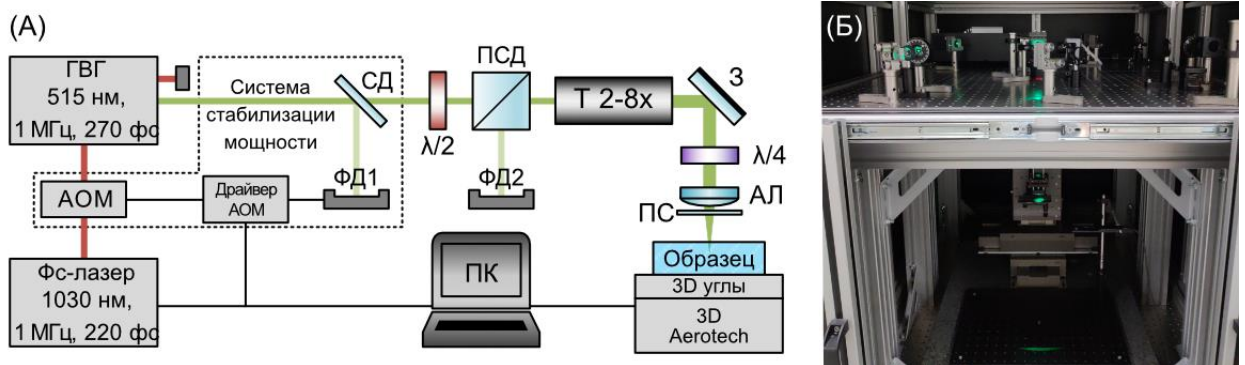 (А)
ГВГ
515 нм,
1 МГц, 270 фс
Система
стабилизации
мощности
СД
ПСД
λ/2
Т 2-8x
З
λ/4
АЛ
ПС
ФД1
ФД2
АОМ
Драйвер
АОМ
Фс-лазер
1030 нм,
1 МГц, 220 фс
ПК
Образец
3D углы
3D
Aerotech
(Б)